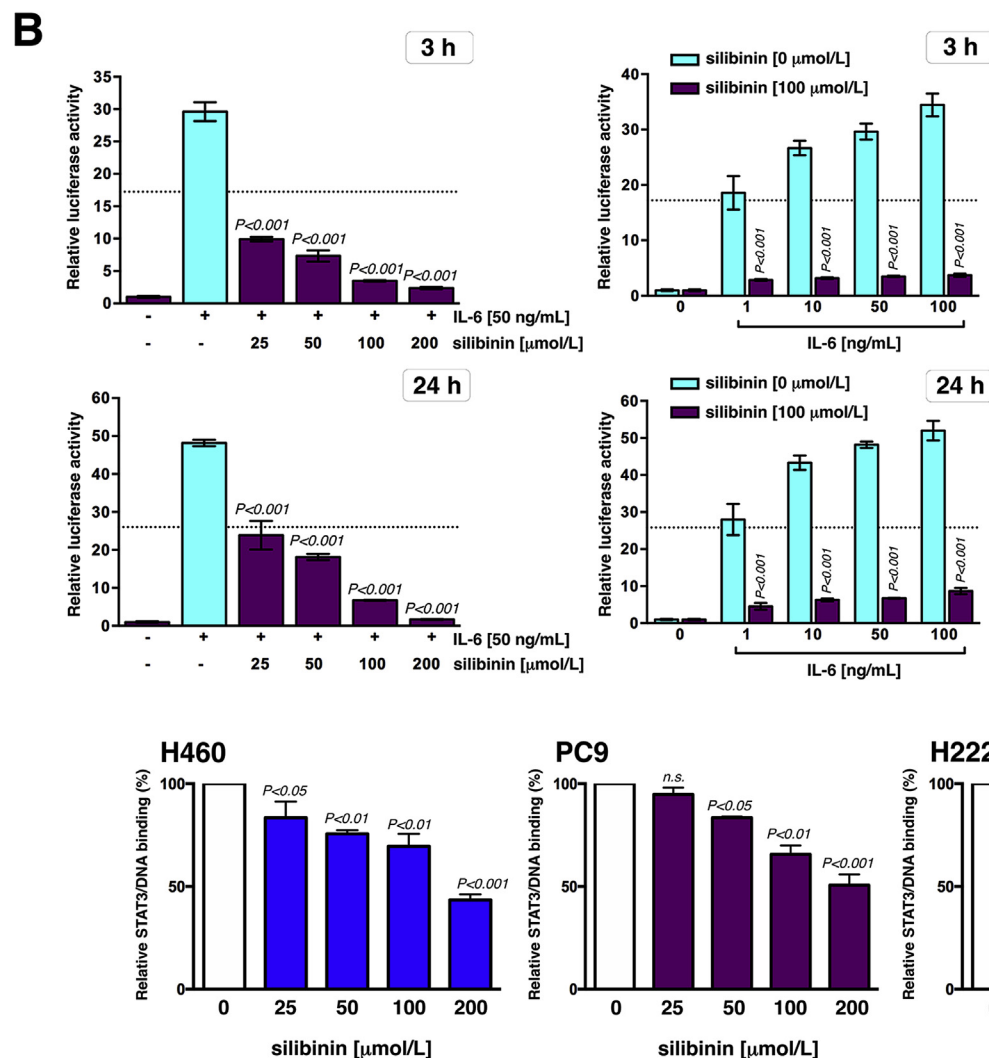 B
3 h
Relative luciferase activity
35
30
25
20
15
10
5
0
P<0.001
P<0.001
P<0.001
P<0.001
- + + + + + IL-6 [50 ng/mL]
- - 25 50 100 200 silibinin [μmol/L]
3 h
silibinin [0 μmol/L]
silibinin [100 μmol/L]
Relative luciferase activity
40
30
20
10
0
P<0.001
P<0.001
P<0.001
P<0.001
0 1 10 50 100
IL-6 [ng/mL]
24 h
Relative luciferase activity
60
50
40
30
20
10
0
P<0.001
P<0.001
P<0.001
P<0.001
- + + + + + IL-6 [50 ng/mL]
- - 25 50 100 200 silibinin [μmol/L]
24 h
silibinin [0 μmol/L]
silibinin [100 μmol/L]
Relative luciferase activity
60
50
40
30
20
10
0
P<0.001
P<0.001
P<0.001
P<0.001
0 1 10 50 100
IL-6 [ng/mL]
H460
Relative STAT3/DNA binding (%)
100
50
0
P<0.05
P<0.01
P<0.01
P<0.001
0 25 50 100 200
silibinin [μmol/L]
PC9
Relative STAT3/DNA binding (%)
100
50
0
n.s.
P<0.05
P<0.01
P<0.001
0 25 50 100 200
silibinin [μmol/L]
H222
Relative STAT3/DNA binding (%)
100
50
0